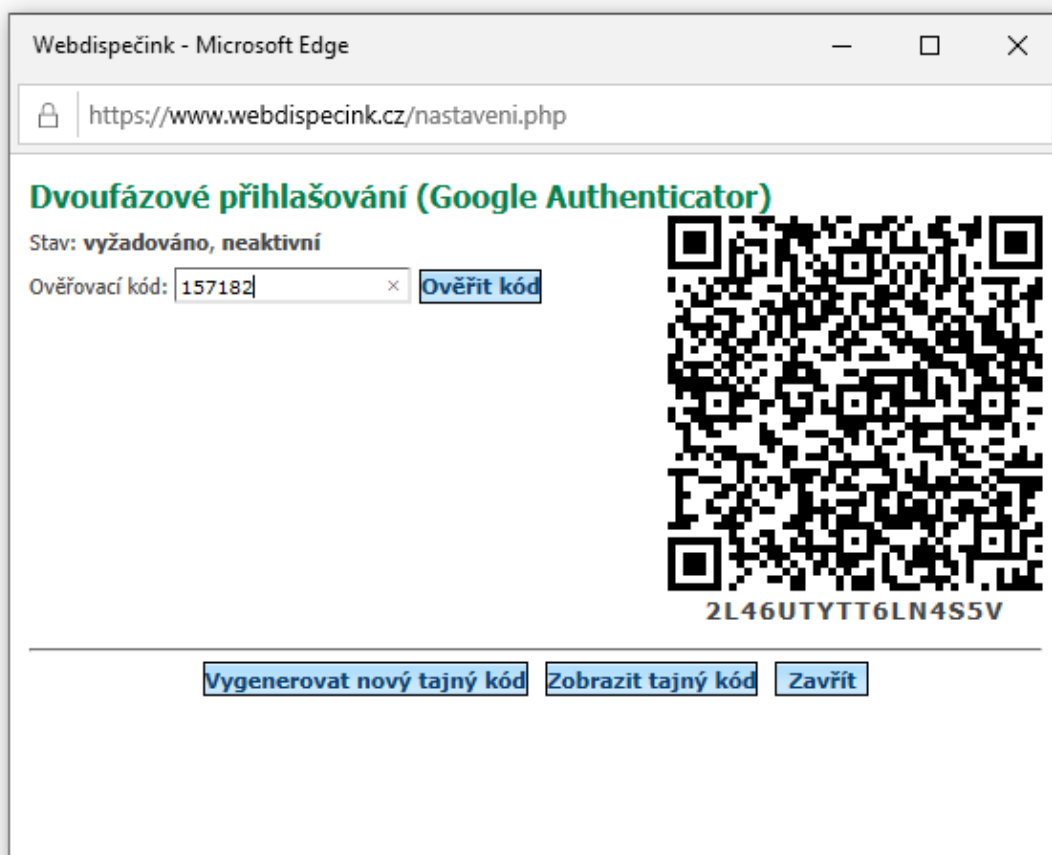 Webdispečink - Microsoft Edge
https://www.webdispecink.cz/nastaveni.php
Dvoufázové přihlašování (Google Authenticator)
Stav: vyžadováno, neaktivní
Ověřovací kód: 157182 × Ověřit kód
2L46UTYTT6LN4S5V
Vygenerovat nový tajný kód Zobrazit tajný kód Zavřít